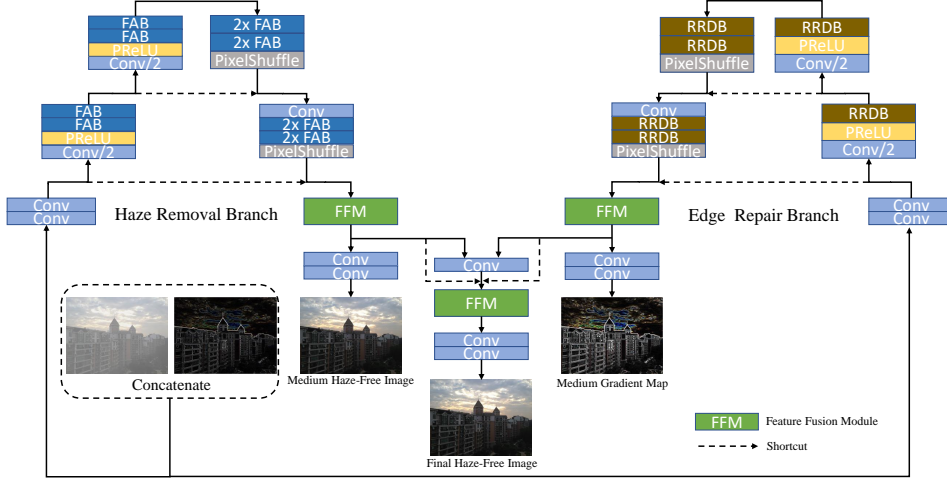 FAB
FAB
PReLU
Conv/2
2x FAB
2x FAB
PixelShuffle
RRDB
RRDB
PixelShuffle
RRDB
PReLU
Conv/2
FAB
FAB
PReLU
Conv/2
Conv
2x FAB
2x FAB
PixelShuffle
Conv
RRDB
RRDB
PixelShuffle
RRDB
PReLU
Conv/2
Conv
Conv
Haze Removal Branch
FFM
FFM
Edge Repair Branch
Conv
Conv
Conv
Conv
Conv
Conv
Conv
FFM
Conv
Conv
Concatenate
Medium Haze-Free Image
Medium Gradient Map
Final Haze-Free Image
FFM
Feature Fusion Module
Shortcut